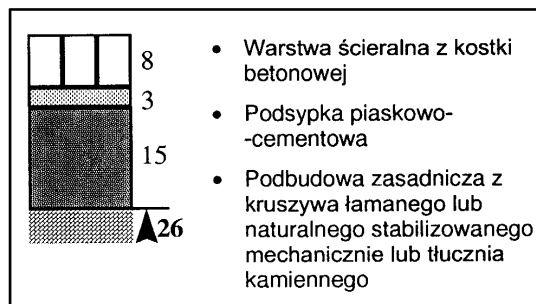 8
3
15
26
• Warstwa ścieralna z kostki
betonowej
• Podsypka piaskowo-
-cementowa
• Podbudowa zasadnicza z
kruszywa łamanego lub
naturalnego stabilizowanego
mechanicznie lub tłucznia
kamiennego